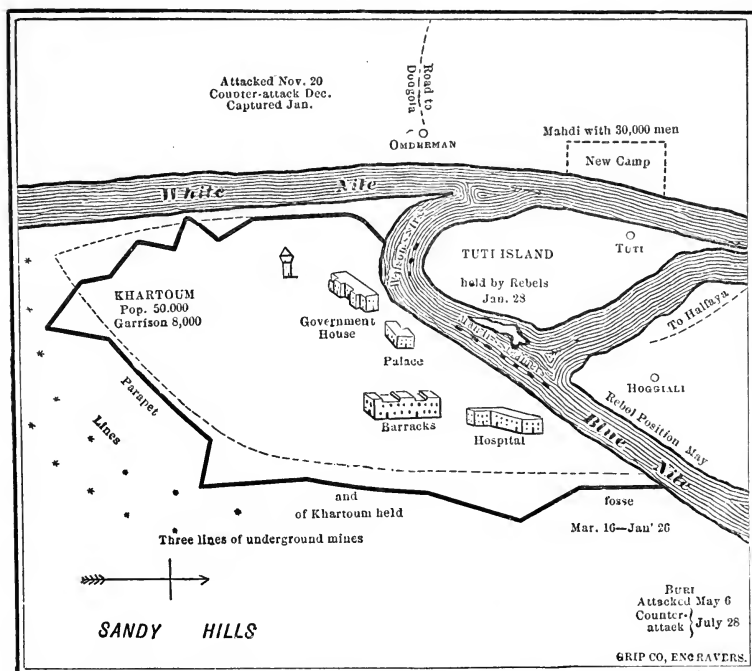 Attacked Nov. 20
Counter-attack Dec.
Captured Jan.
Road to
Doogola
OMDHERMAN
Mahdi with 30,000 men
New Camp
White Nile
TUTI ISLAND
TUTI
held by Rebels
Jan. 28
To Halfaya
KHARTOUM
Pop. 50.000
Garrison 8,000
Government
House
Palace
HOGGIALI
Rebel Position May
Blue Nile
Barracks
Hospital
Parapet
Lines
and
of Khartoum held
fosse
Mar. 16—Jan' 26
Three lines of underground mines
SANDY HILLS
BURI
Attacked May 6
Counter-
attack } July 28
GRIP CO, ENGRAVERS.